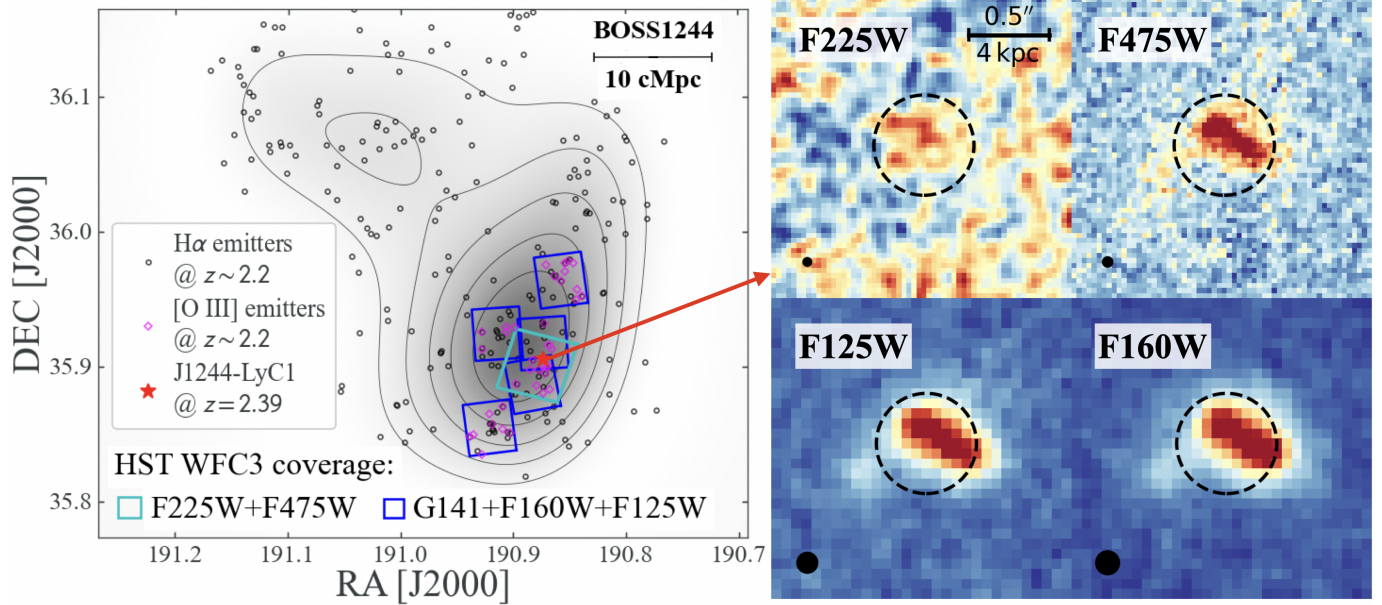 BOSS1244
10 cMpc
36.1
36.0
35.9
35.8
DEC [J2000]
Hα emitters
@ z∼2.2
[O III] emitters
@ z∼2.2
J1244-LyC1
@ z=2.39
HST WFC3 coverage:
F225W+F475W
G141+F160W+F125W
191.2
191.1
191.0
190.9
190.8
190.7
RA [J2000]
F225W
0.5″
4 kpc
F475W
F125W
F160W